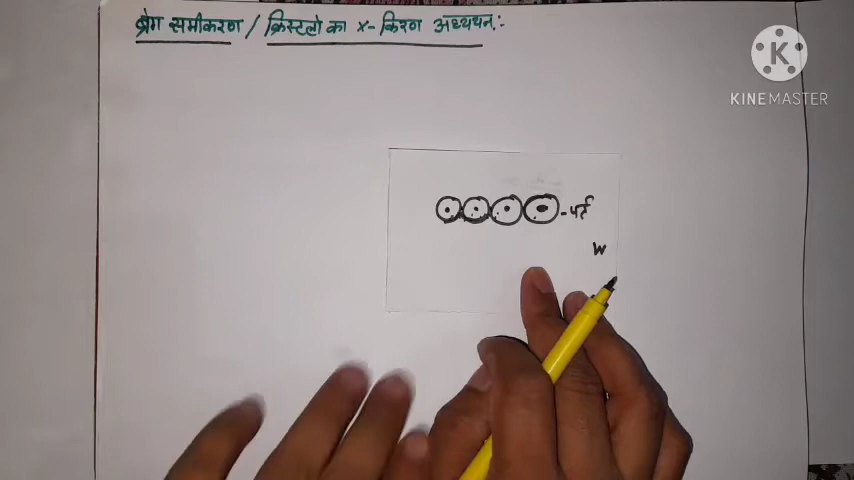 ब्रेग समीकरण / क्रिस्टलो का x-किरण अध्ययन:-
K
KINEMASTER
-पर्त
W